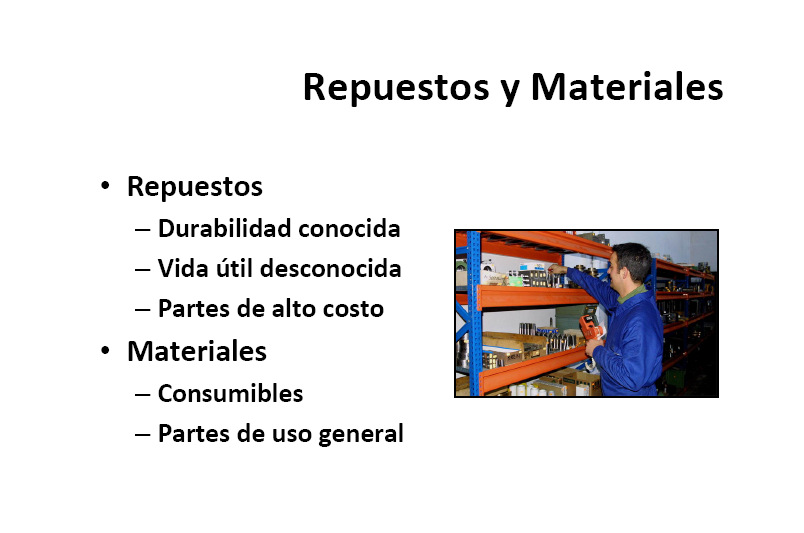 Repuestos y Materiales
• Repuestos
– Durabilidad conocida
– Vida útil desconocida
– Partes de alto costo
• Materiales
– Consumibles
– Partes de uso general